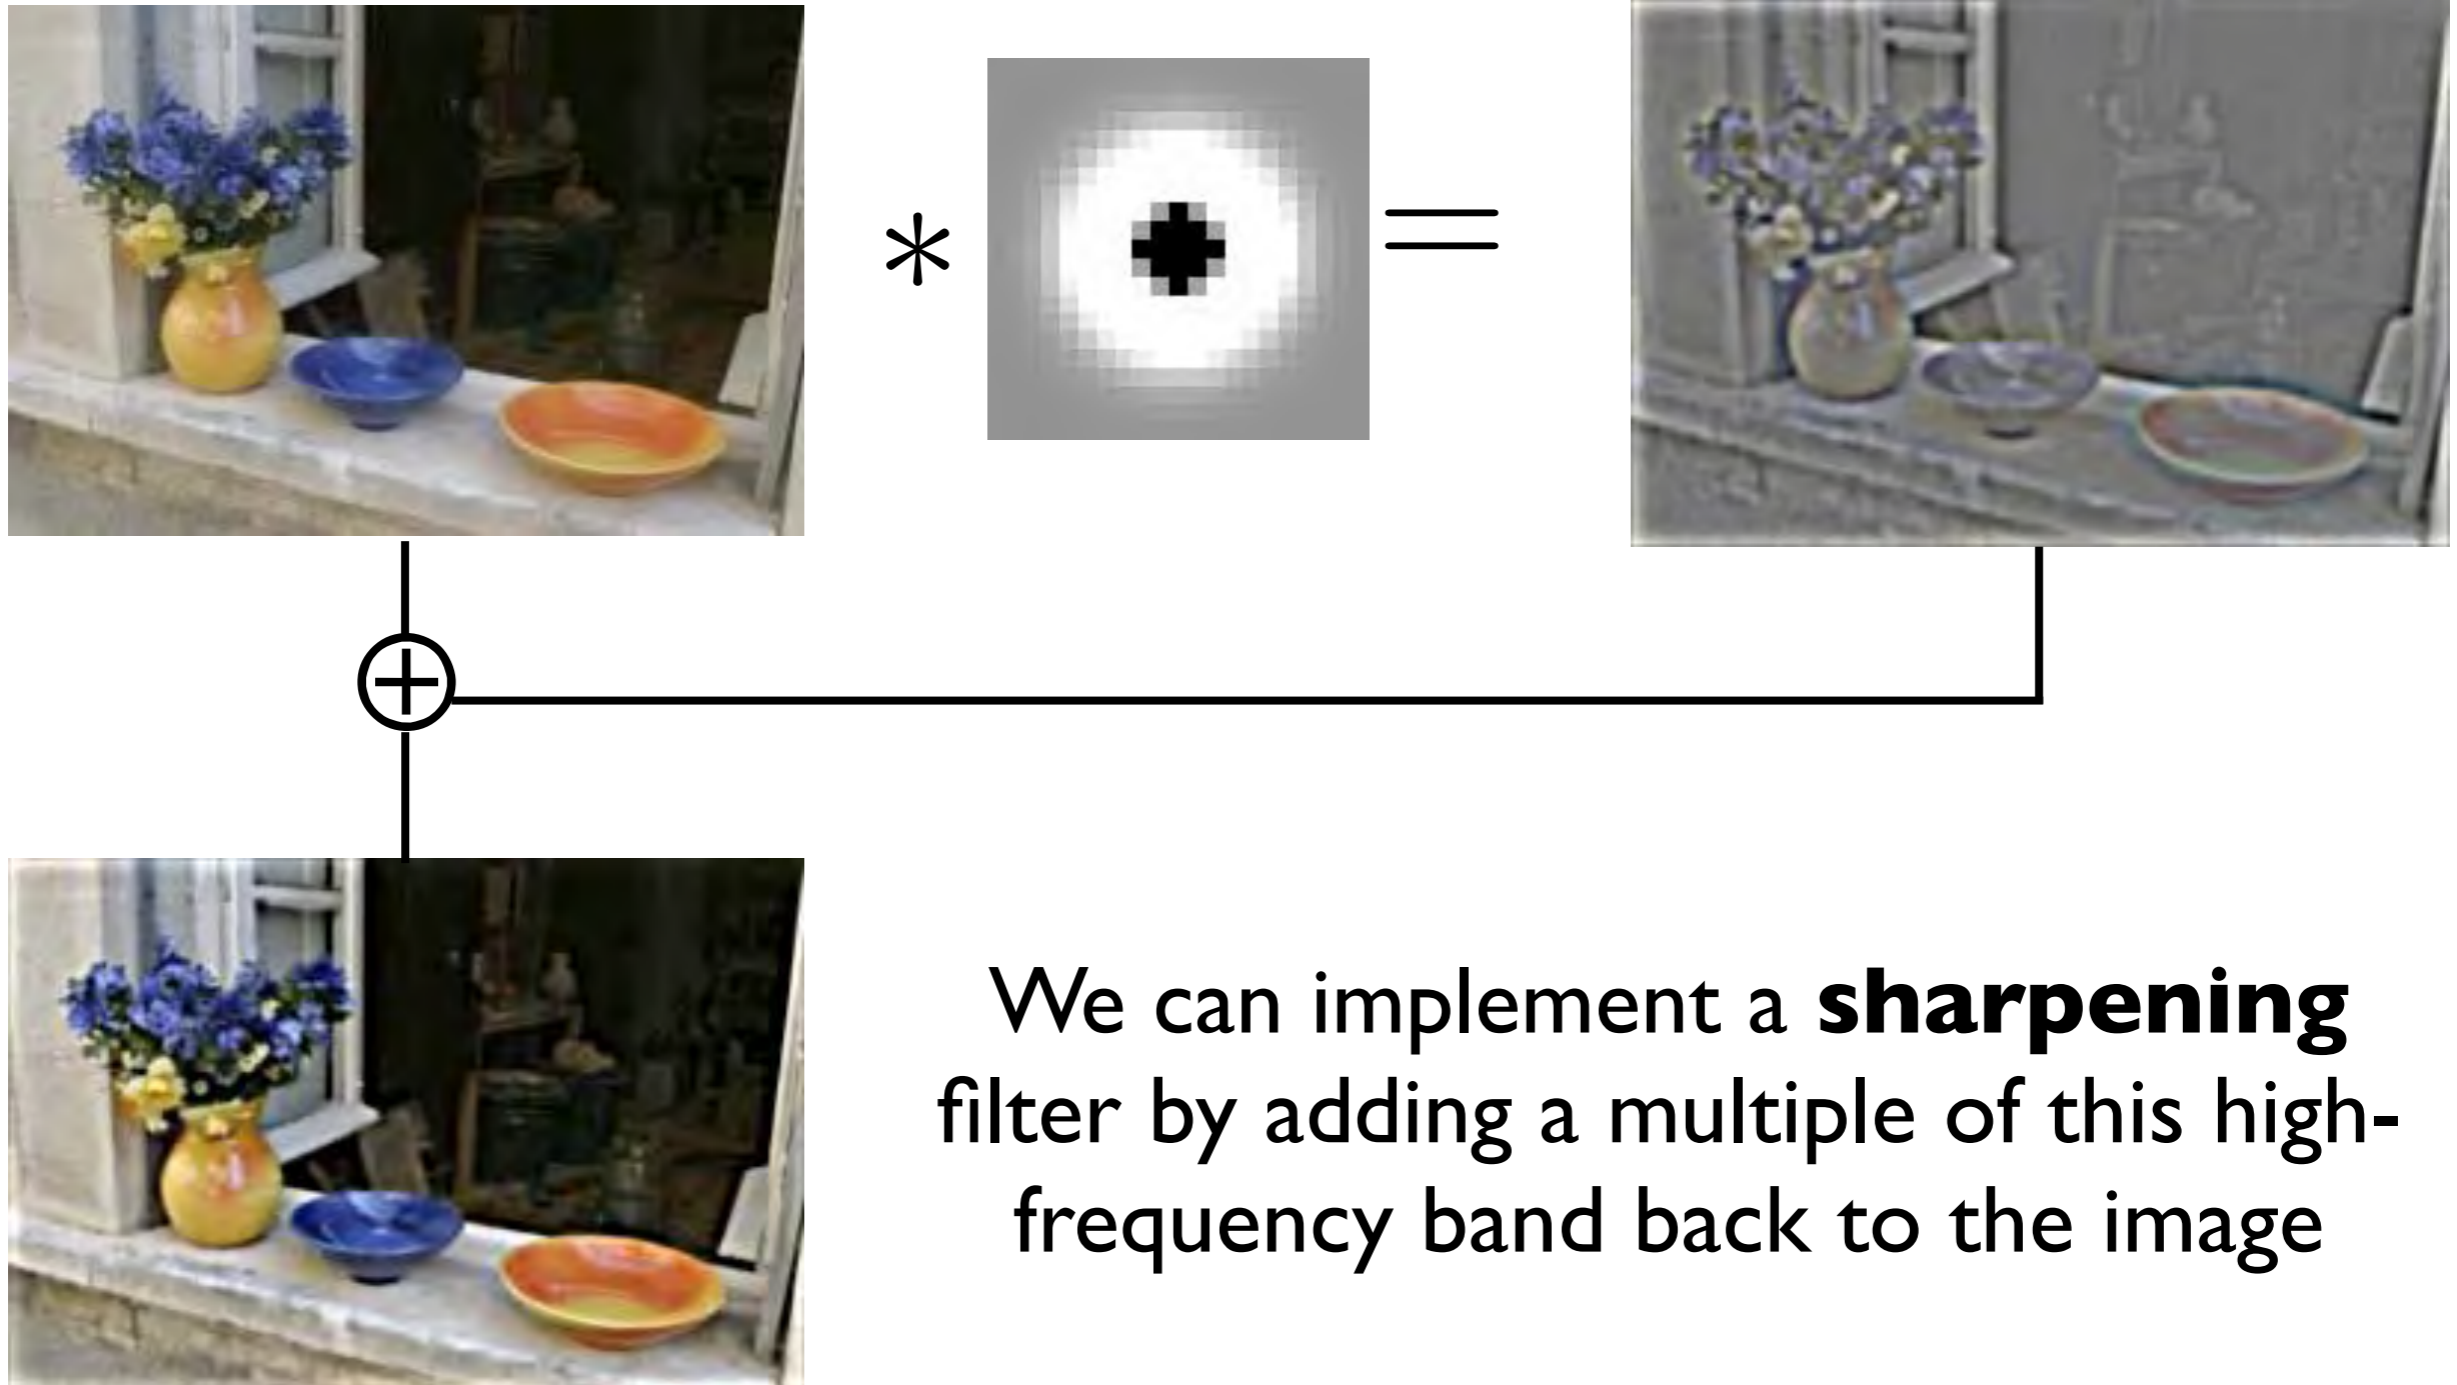 * =
+
We can implement a sharpening
filter by adding a multiple of this high-
frequency band back to the image